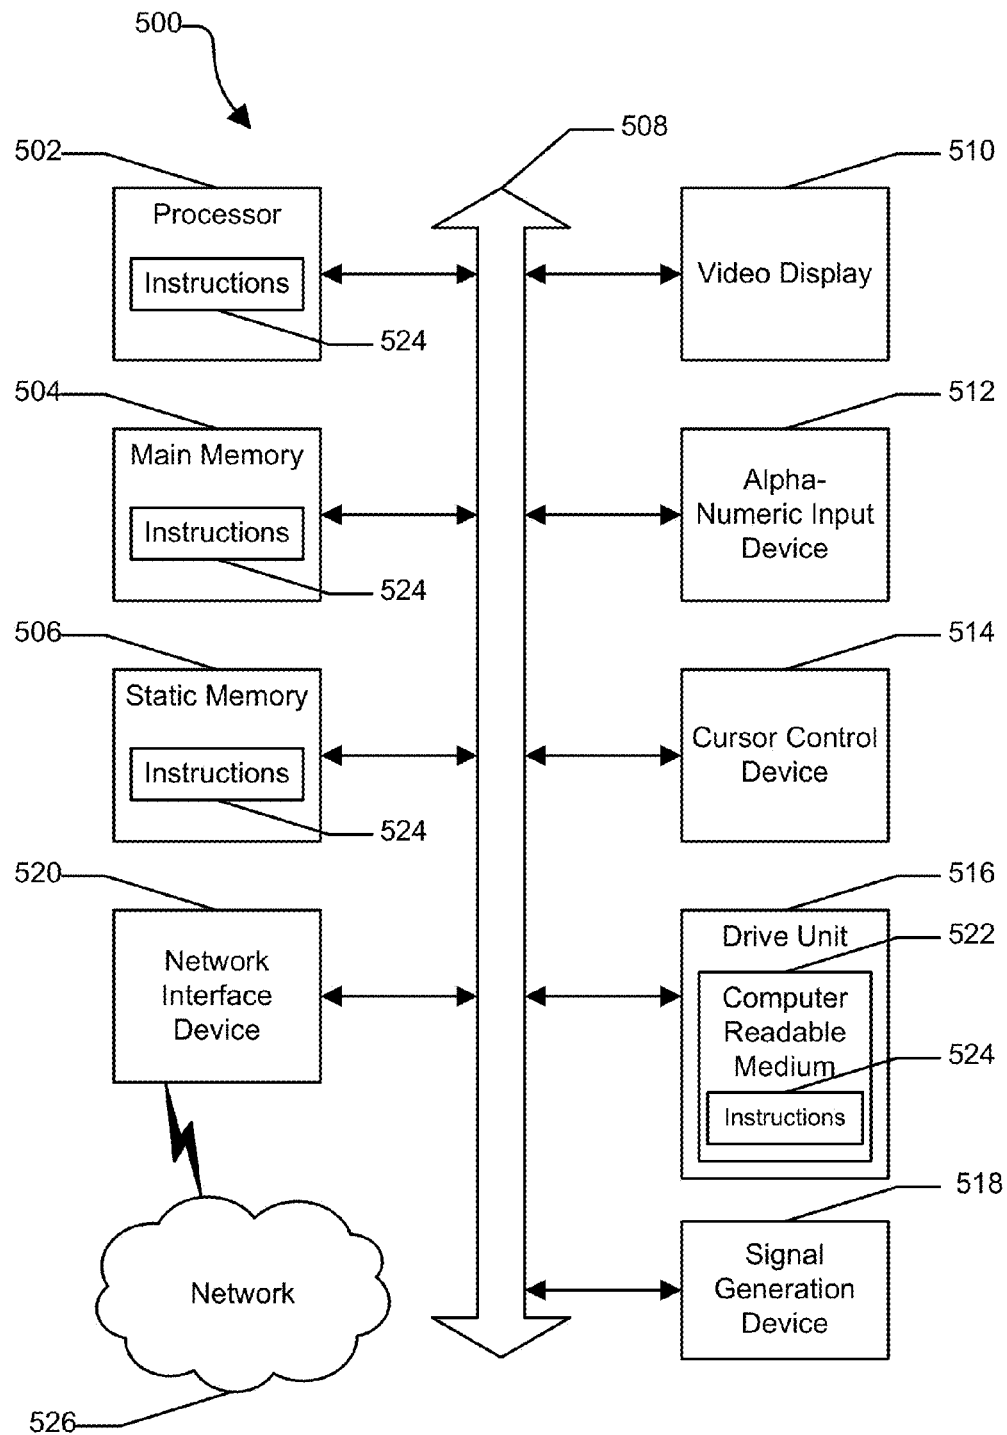 500
508
502
Processor
Instructions
524
510
Video Display
504
Main Memory
Instructions
524
512
Alpha-
Numeric Input
Device
506
Static Memory
Instructions
524
514
Cursor Control
Device
520
Network
Interface
Device
516
Drive Unit
522
Computer
Readable
Medium
524
Instructions
Network
526
518
Signal
Generation
Device